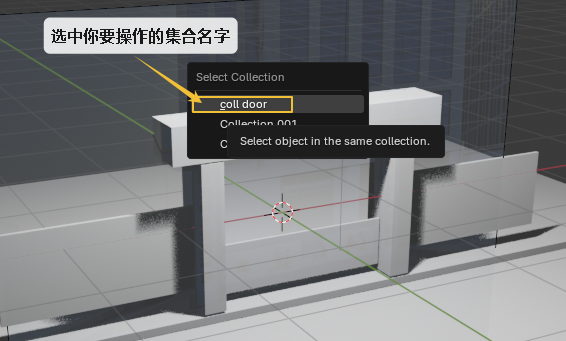 选中你要操作的集合名字
Select Collection
coll door
Collection 001
C
Select object in the same collection.